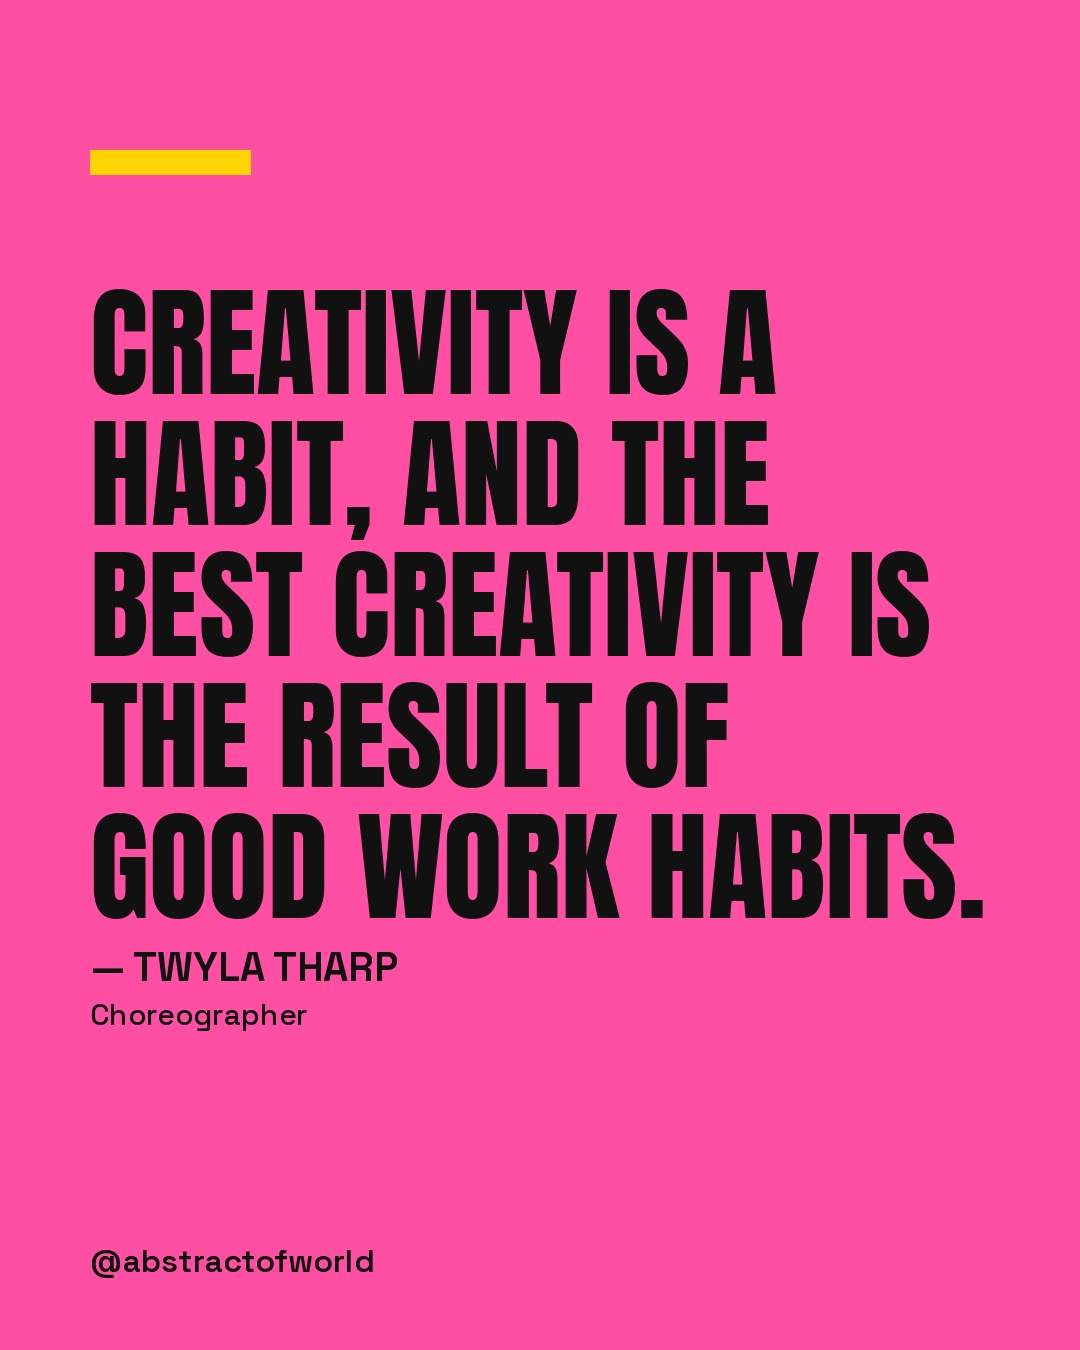 CREATIVITY IS A
HABIT, AND THE
BEST CREATIVITY IS
THE RESULT OF
GOOD WORK HABITS.
— TWYLA THARP
Choreographer
@abstractofworld